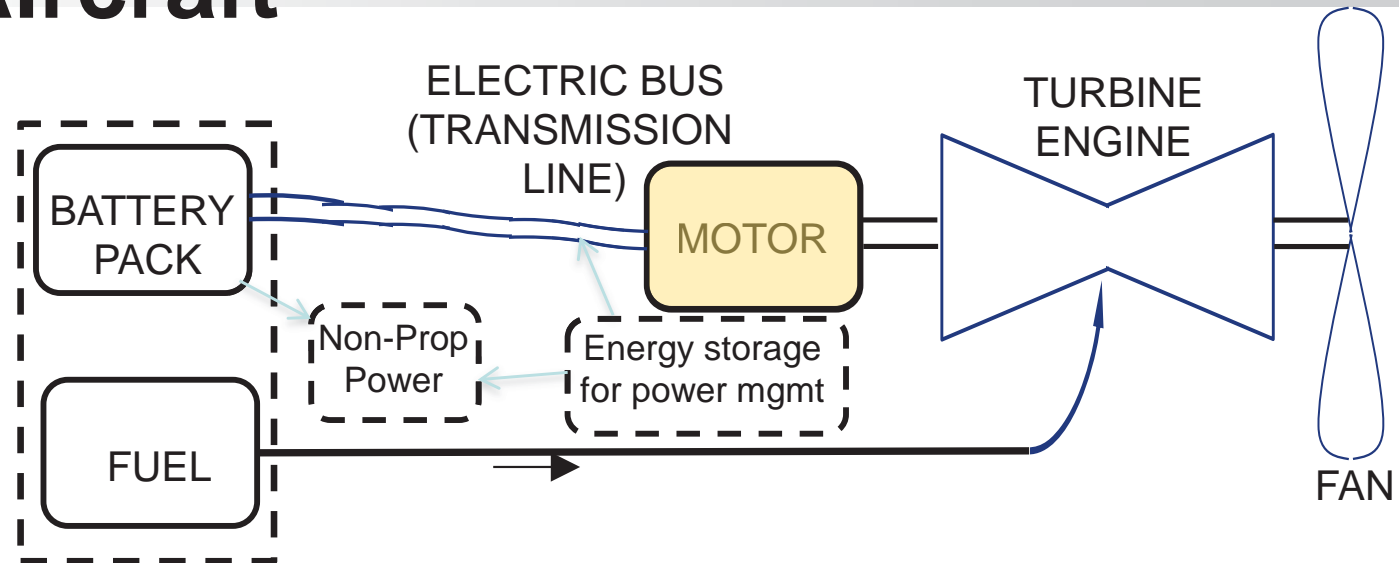 Aircraft
ELECTRIC BUS
(TRANSMISSION
LINE)
TURBINE
ENGINE
BATTERY
PACK
MOTOR
Non-Prop
Power
Energy storage
for power mgmt
FUEL
FAN